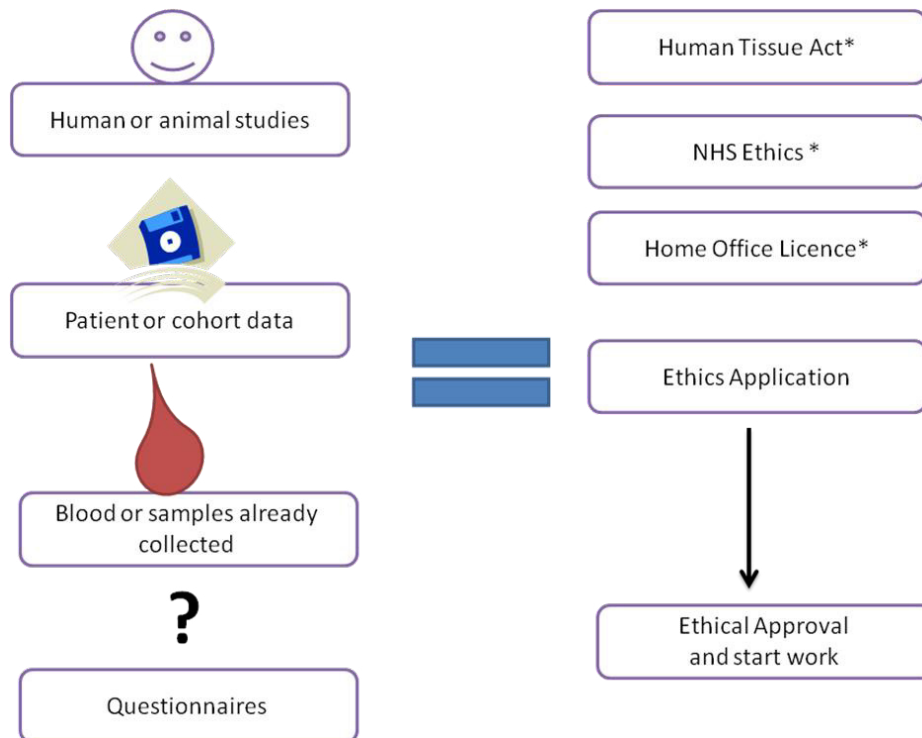 Human or animal studies
Patient or cohort data
Blood or samples already
collected
?
Questionnaires
Human Tissue Act*
NHS Ethics *
Home Office Licence*
Ethics Application
Ethical Approval
and start work